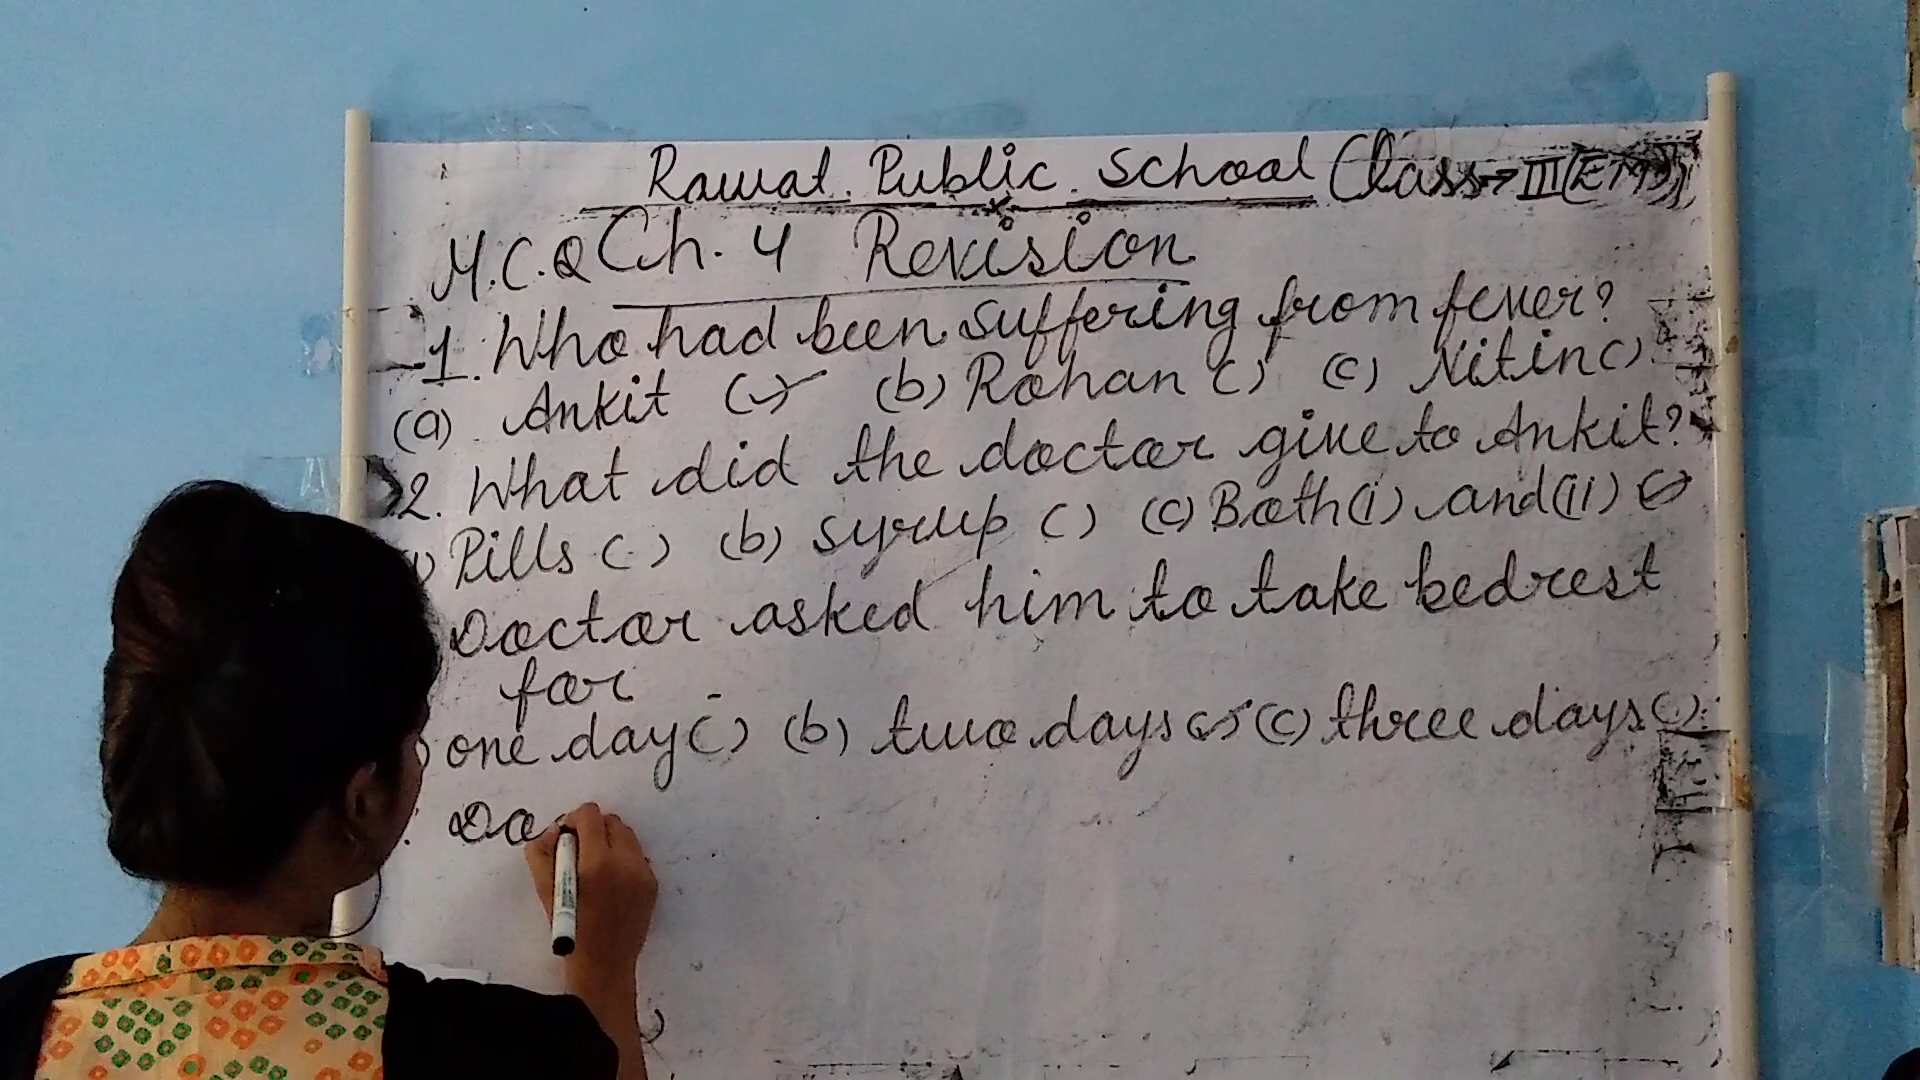 Rawat Public School Class → III (EM)
M.C.Q Ch. 4 Revision
1. Who had been suffering from fever?
(a) Ankit (✓) (b) Rohan ( ) (c) Nitin ( )
2. What did the doctor give to Ankit?
Pills ( ) (b) Syrup ( ) (c) Both (i) and (ii) (✓)
Doctor asked him to take bedrest
for
one day ( ) (b) two days (✓) (c) three days ( )
Do